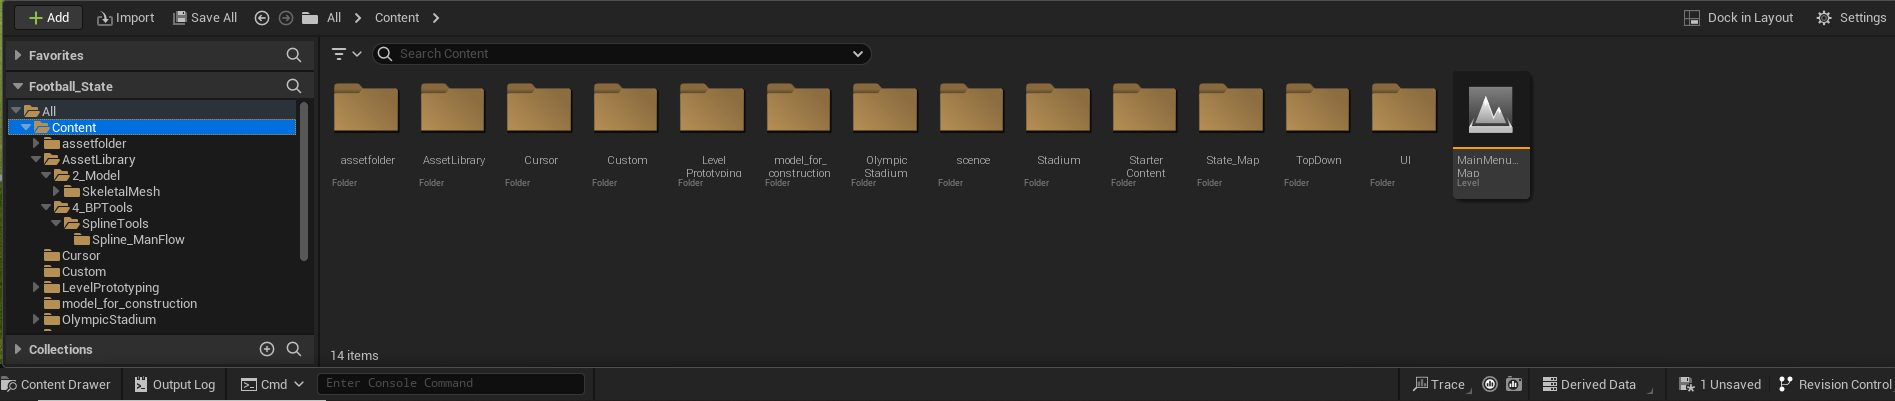 Add Import Save All All Content Dock in Layout Settings
Favorites
Search Content
Football_State
All
Content
assetfolder
AssetLibrary
2_Model
SkeletalMesh
4_BPTools
SplineTools
Spline_ManFlow
Cursor
Custom
LevelPrototyping
model_for_construction
OlympicStadium
Collections
assetfolder
Folder
AssetLibrary
Folder
Cursor
Folder
Custom
Folder
Level
Prototyping
Folder
model_for_
construction
Folder
Olympic
Stadium
Folder
scence
Folder
Stadium
Folder
Starter
Content
Folder
State_Map
Folder
TopDown
Folder
UI
Folder
MainMenu...
Map
Level
14 items
Content Drawer Output Log Cmd Enter Console Command Trace Derived Data 1 Unsaved Revision Control